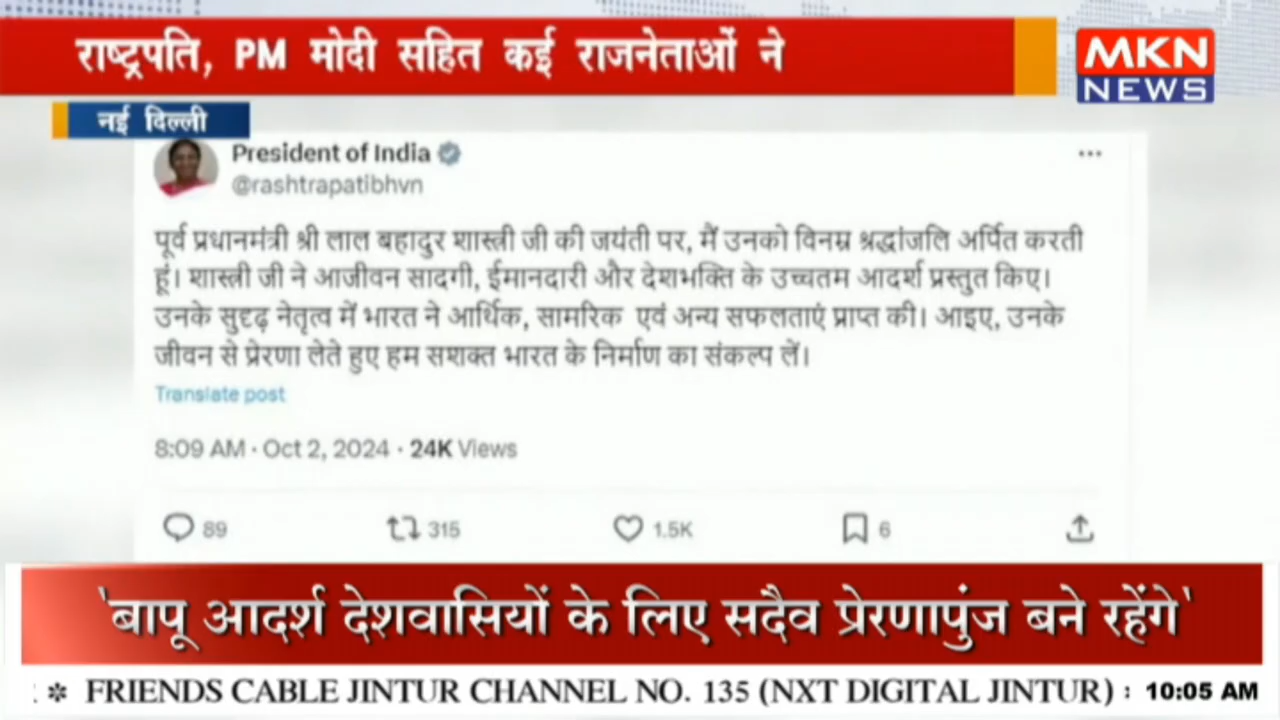 राष्ट्रपति, PM मोदी सहित कई राजनेताओं ने
MKN
NEWS
नई दिल्ली
President of India
@rashtrapatibhvn
पूर्व प्रधानमंत्री श्री लाल बहादुर शास्त्री जी की जयंती पर, मैं उनको विनम्र श्रद्धांजलि अर्पित करती
हूं। शास्त्री जी ने आजीवन सादगी, ईमानदारी और देशभक्ति के उच्चतम आदर्श प्रस्तुत किए।
उनके सुदृढ़ नेतृत्व में भारत ने आर्थिक, सामरिक एवं अन्य सफलताएं प्राप्त की। आइए, उनके
जीवन से प्रेरणा लेते हुए हम सशक्त भारत के निर्माण का संकल्प लें।
Translate post
8:09 AM · Oct 2, 2024 · 24K Views
89 315 1.5K 6
'बापू आदर्श देशवासियों के लिए सदैव प्रेरणापुंज बने रहेंगे'
: * FRIENDS CABLE JINTUR CHANNEL NO. 135 (NXT DIGITAL JINTUR) : 10:05 AM